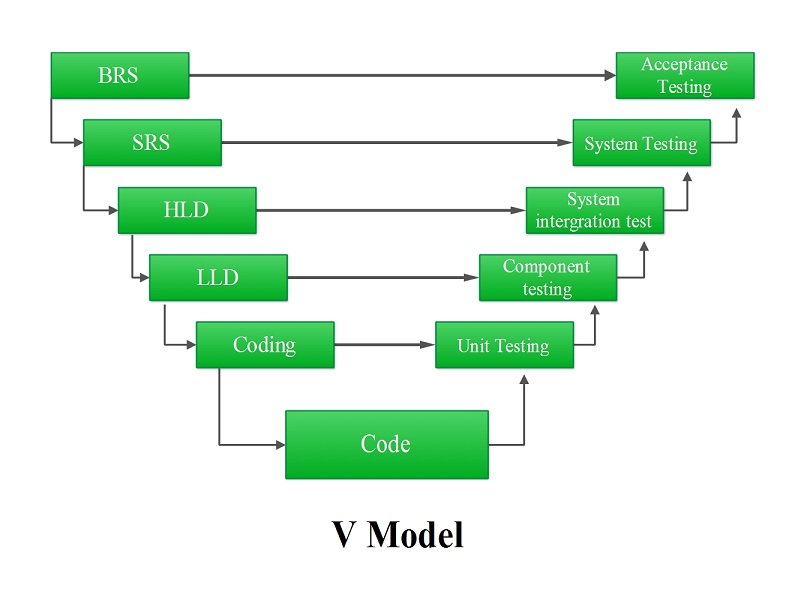 BRS
Acceptance
Testing
SRS
System Testing
HLD
System
intergration test
LLD
Component
testing
Coding
Unit Testing
Code
V Model